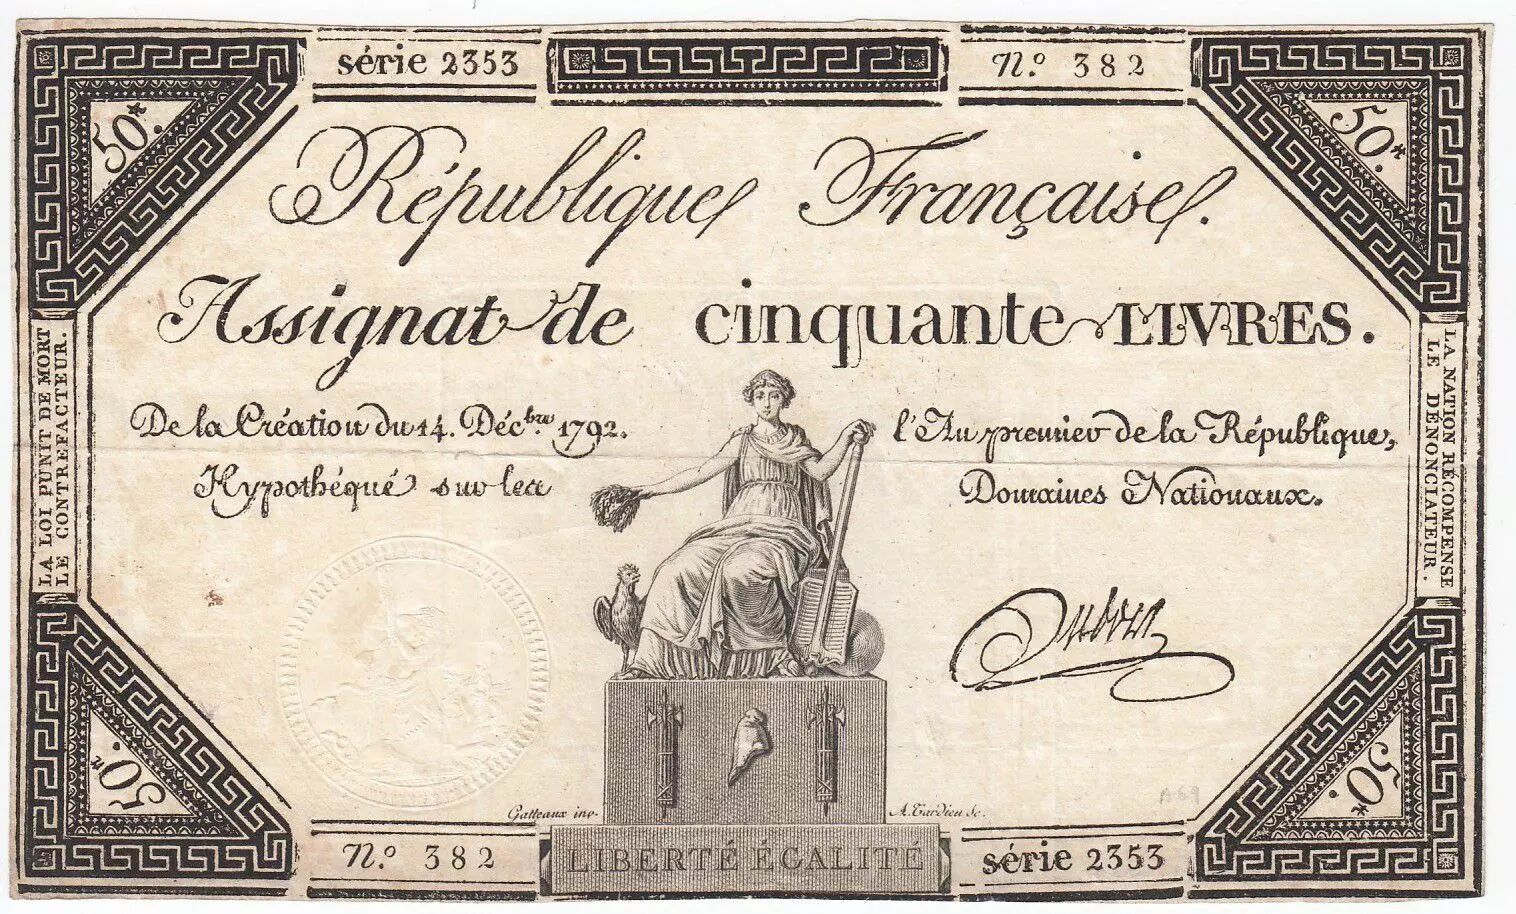 série 2353
N.º 382
50.#
50.#
République Française.
Assignat de cinquante LIVRES.
De la Création du 14. Déc.bre 1792.
l'An premier de la République,
Hypothéqué sur les
Domaines Nationaux.
LA LOI PUNIT DE MORT
LE CONTREFACTEUR.
LA NATION RÉCOMPENSE
LE DÉNONCIATEUR.
50.#
50.#
Gatteaux inv.
A. Tardieu sc.
A69
N.º 382
LIBERTÉ ÉGALITÉ
série 2353